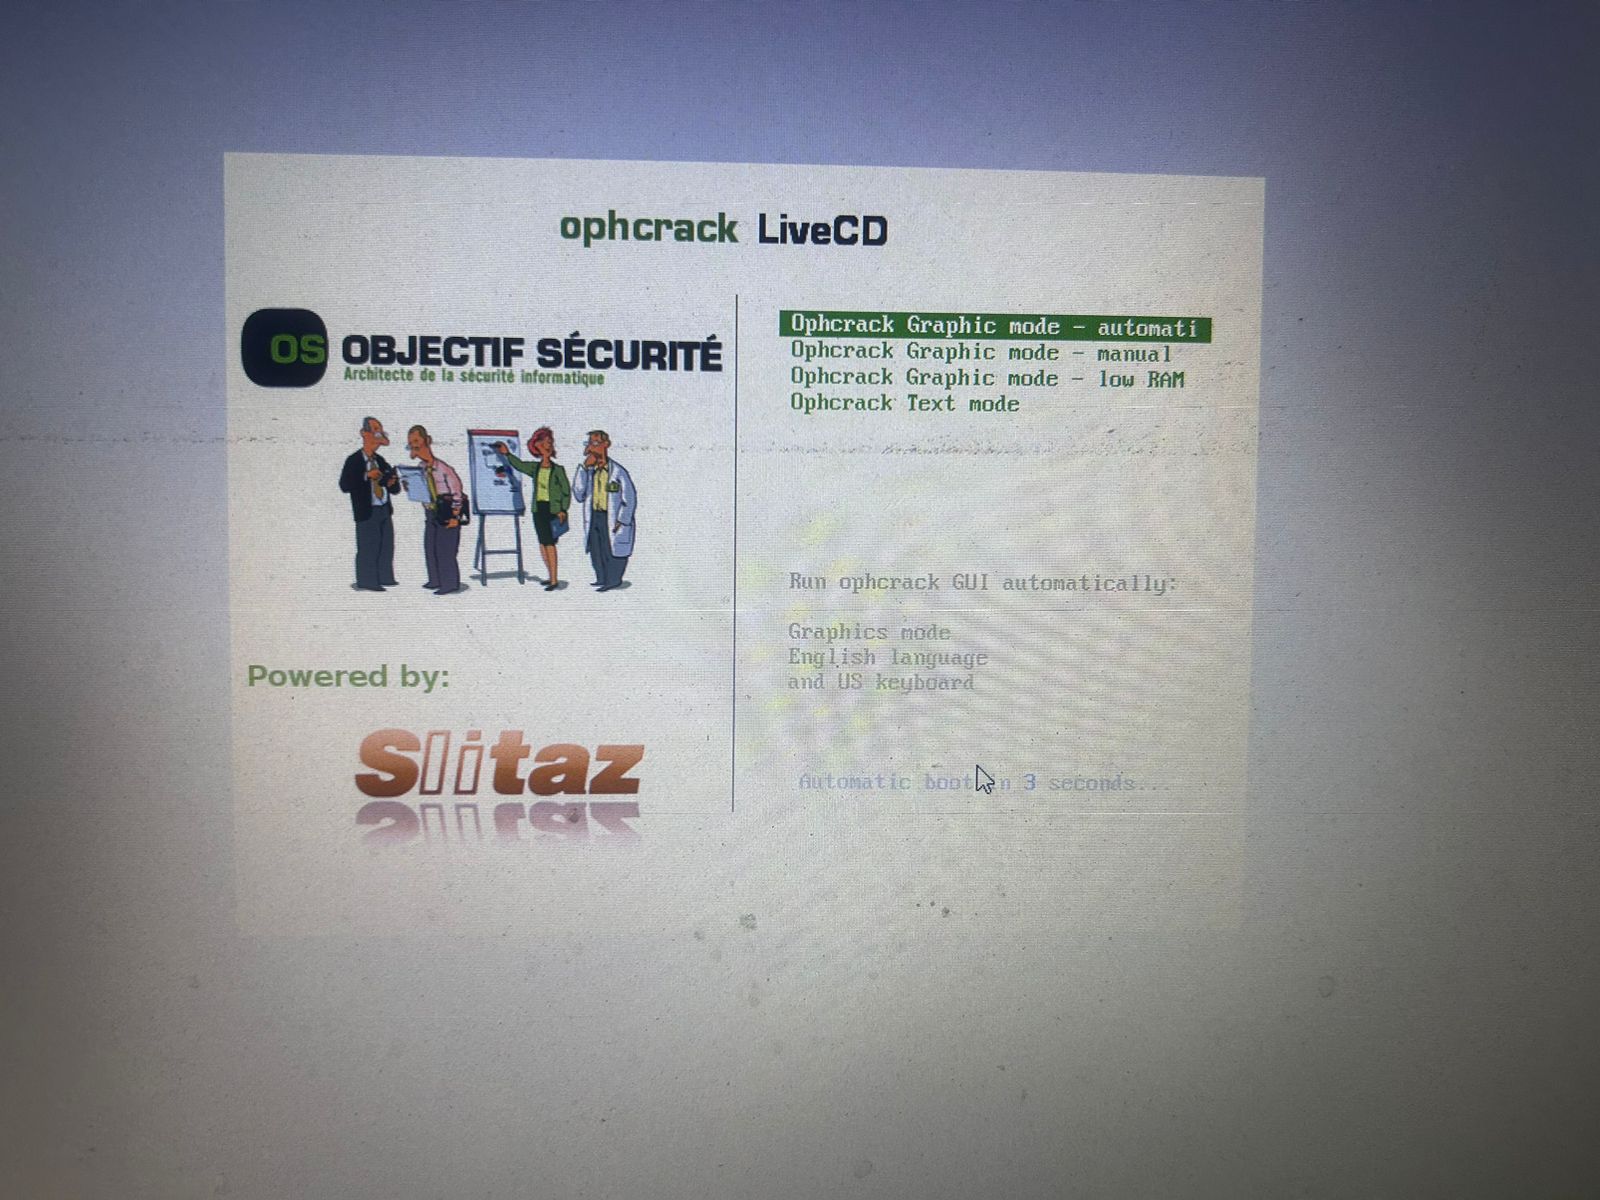 ophcrack LiveCD
OS OBJECTIF SÉCURITÉ
Architecte de la sécurité informatique
Powered by:
Slitaz
Ophcrack Graphic mode - automati
Ophcrack Graphic mode - manual
Ophcrack Graphic mode - low RAM
Ophcrack Text mode
Run ophcrack GUI automatically:
Graphics mode
English language
and US keyboard
Automatic boot in 3 seconds...